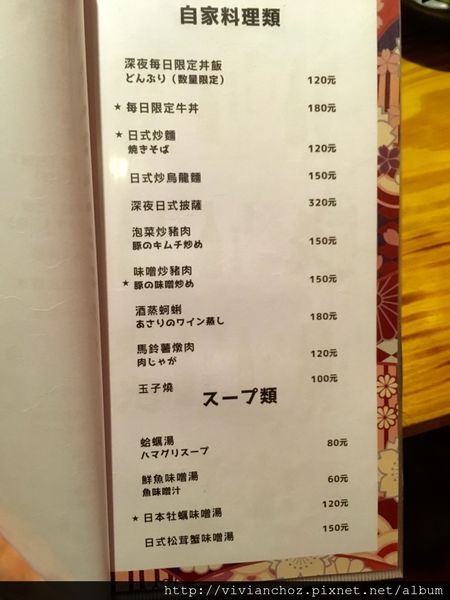 自家料理類
深夜每日限定丼飯
どんぶり（数量限定） 120元
★ 每日限定牛丼 180元
★ 日式炒麵
焼きそば 120元
日式炒烏龍麵 150元
深夜日式披薩 320元
泡菜炒豬肉
豚のキムチ炒め 150元
味噌炒豬肉
★ 豚の味噌炒め 150元
酒蒸蚵蜊
あさりのワイン蒸し 180元
馬鈴薯燉肉
肉じゃが 120元
玉子燒 100元
スープ類
蛤蠣湯 80元
ハマグリスープ
鮮魚味噌湯 60元
魚味噌汁
★ 日本牡蠣味噌湯 120元
日式松茸蟹味噌湯 150元
http://vivianchoz.pixnet.net/album